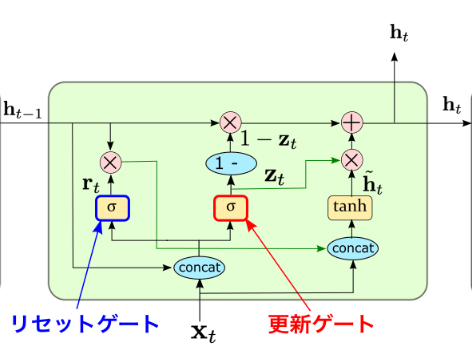 h_t
h_{t-1}
h_t
×
+
1 − z_t
×
1 -
×
r_t
z_t
h̃_t
σ
σ
tanh
concat
concat
リセットゲート
x_t
更新ゲート